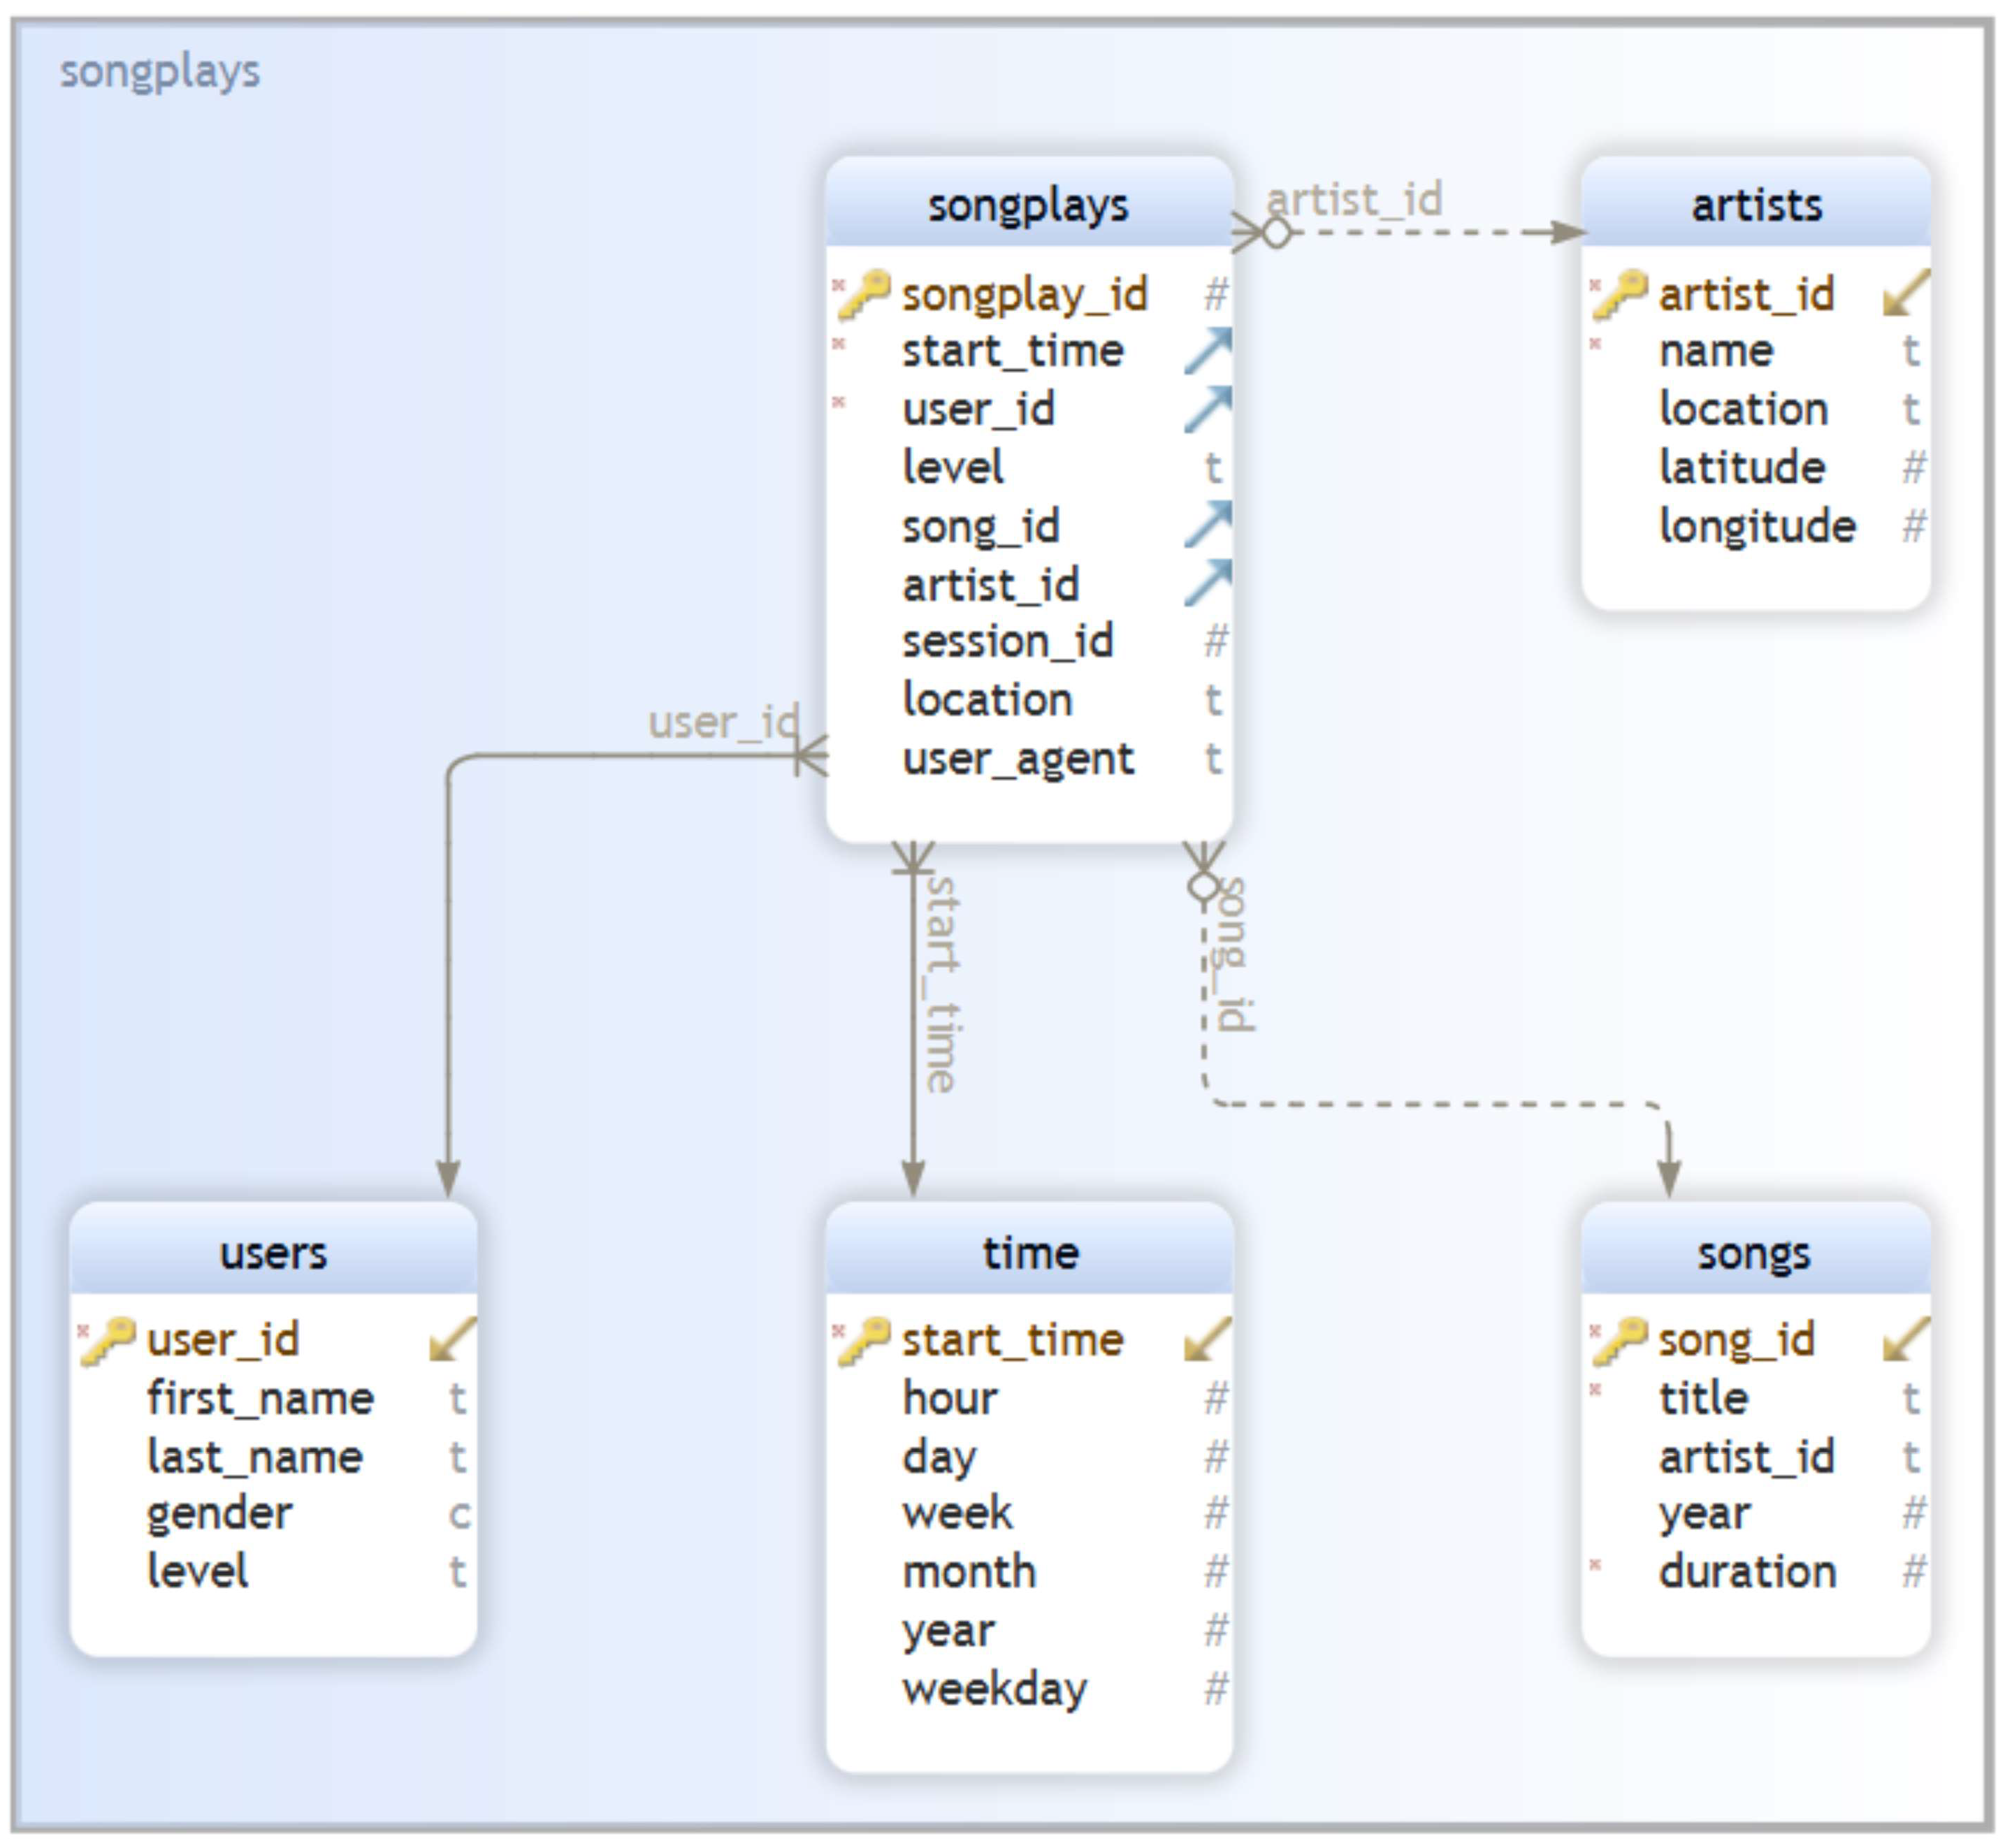 songplays
songplays
songplay_id #
start_time
user_id
level t
song_id
artist_id
session_id #
location t
user_agent t
artist_id
artists
artist_id
name t
location t
latitude #
longitude #
user_id
start_time
song_id
users
user_id
first_name t
last_name t
gender c
level t
time
start_time
hour #
day #
week #
month #
year #
weekday #
songs
song_id
title t
artist_id t
year #
duration #